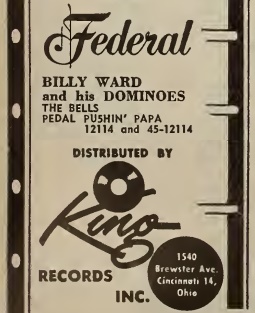 Federal
BILLY WARD
and his DOMINOES
THE BELLS
PEDAL PUSHIN' PAPA
12114 and 45-12114
DISTRIBUTED BY
King
RECORDS
INC.
1540
Brewster Ave.
Cincinnati 14,
Ohio